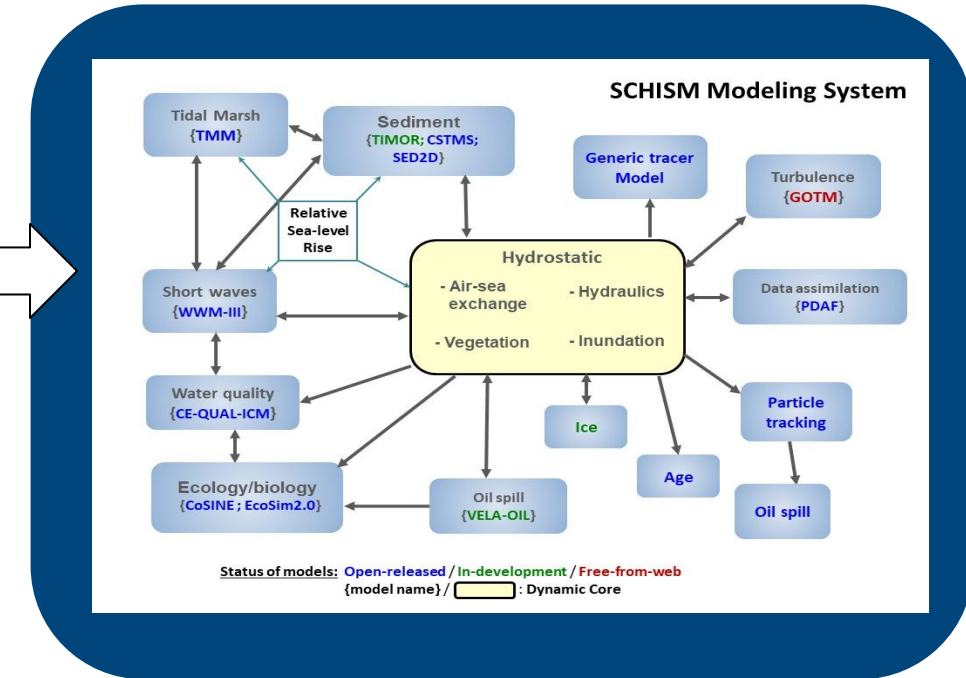 SCHISM Modeling System
Tidal Marsh
{TMM}
Sediment
{TIMOR; CSTMS;
SED2D}
Generic tracer
Model
Turbulence
{GOTM}
Relative
Sea-level
Rise
Hydrostatic
- Air-sea
exchange
- Hydraulics
- Vegetation
- Inundation
Short waves
{WWM-III}
Data assimilation
{PDAF}
Water quality
{CE-QUAL-ICM}
Ice
Particle
tracking
Ecology/biology
{CoSINE ; EcoSim2.0}
Oil spill
{VELA-OIL}
Age
Oil spill
Status of models: Open-released / In-development / Free-from-web
{model name} / : Dynamic Core